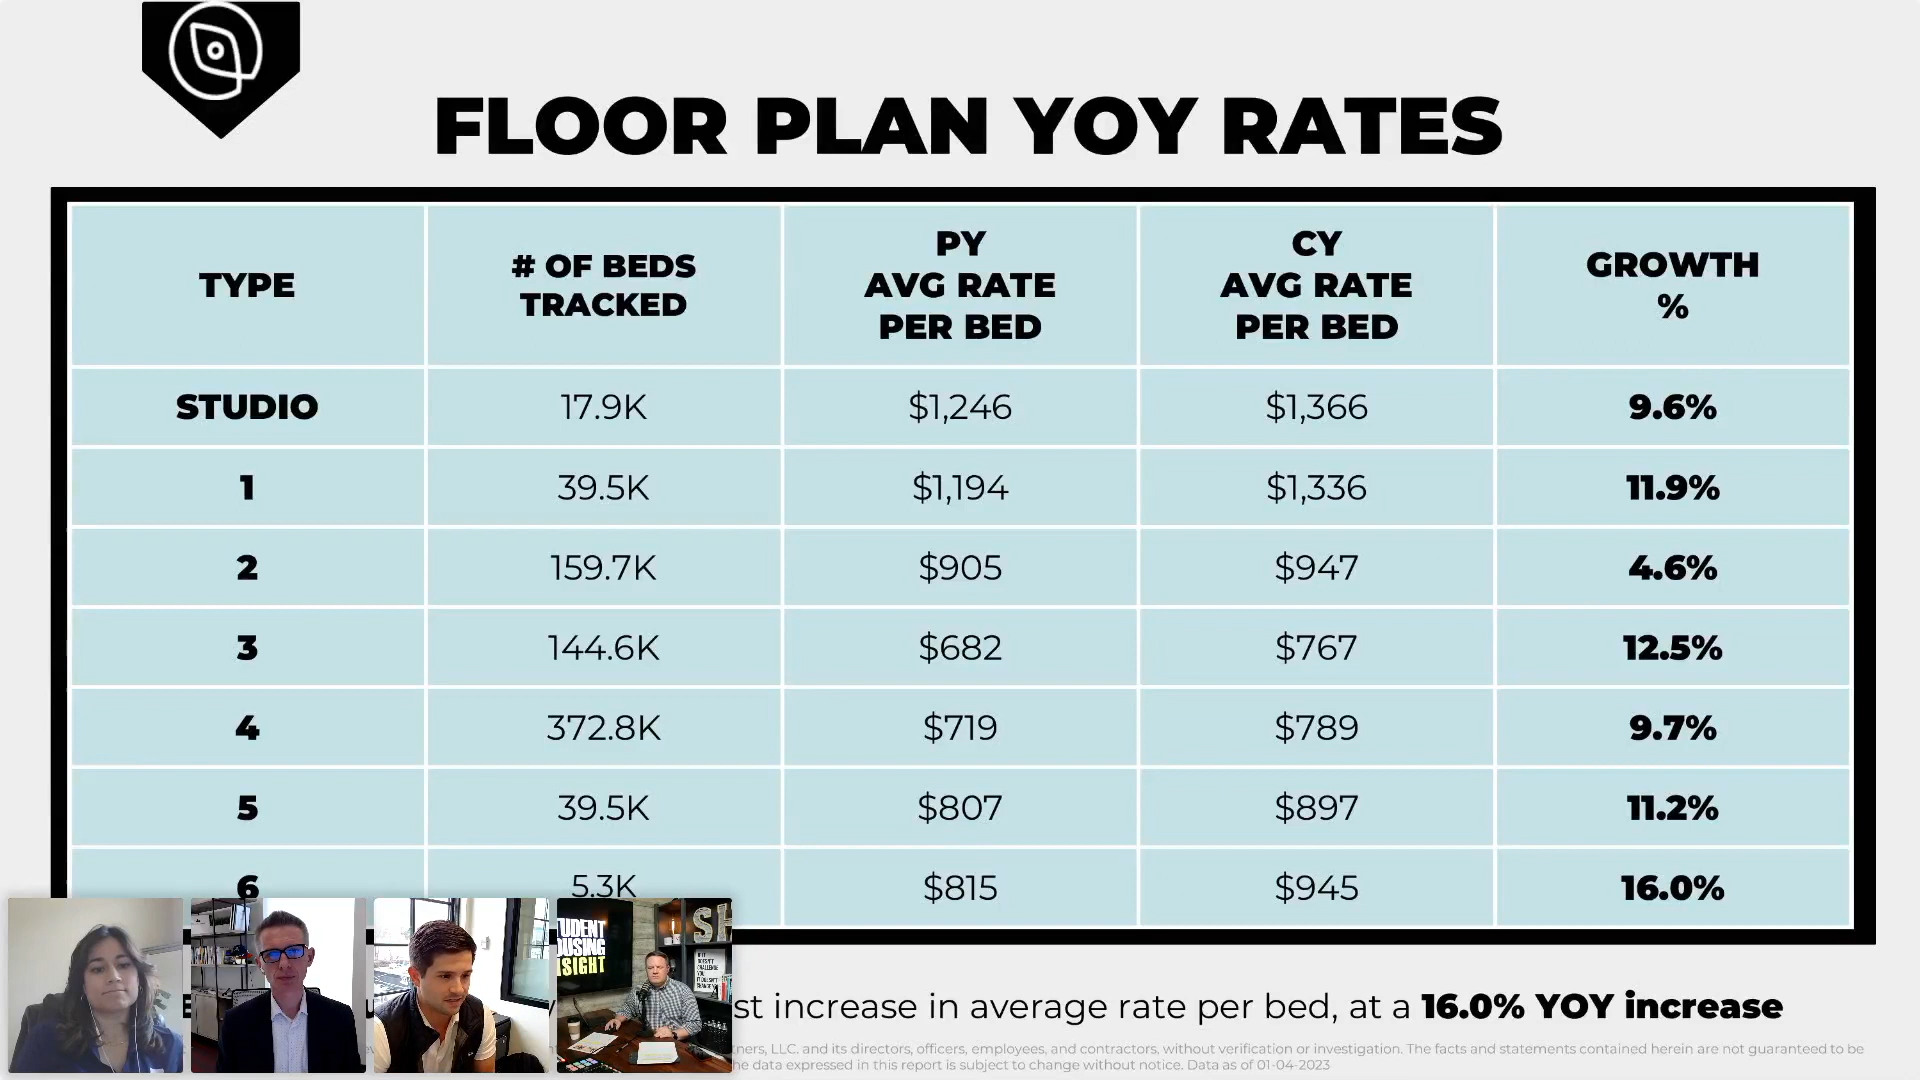 FLOOR PLAN YOY RATES
TYPE
# OF BEDS
TRACKED
PY
AVG RATE
PER BED
CY
AVG RATE
PER BED
GROWTH
%
STUDIO 17.9K $1,246 $1,366 9.6%
1 39.5K $1,194 $1,336 11.9%
2 159.7K $905 $947 4.6%
3 144.6K $682 $767 12.5%
4 372.8K $719 $789 9.7%
5 39.5K $807 $897 11.2%
6 5.3K $815 $945 16.0%
st increase in average rate per bed, at a 16.0% YOY increase
tners, LLC. and its directors, officers, employees, and contractors, without verification or investigation. The facts and statements contained herein are not guaranteed to be
he data expressed in this report is subject to change without notice. Data as of 01-04-2023
TUDENT
OUSING
NSIGHT
SH